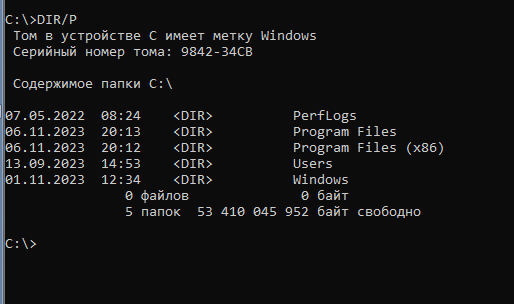 C:\>DIR/P
Том в устройстве C имеет метку Windows
Серийный номер тома: 9842-34CB
Содержимое папки C:\
07.05.2022  08:24    <DIR>          PerfLogs
06.11.2023  20:13    <DIR>          Program Files
06.11.2023  20:12    <DIR>          Program Files (x86)
13.09.2023  14:53    <DIR>          Users
01.11.2023  12:34    <DIR>          Windows
0 файлов              0 байт
5 папок  53 410 045 952 байт свободно
C:\>